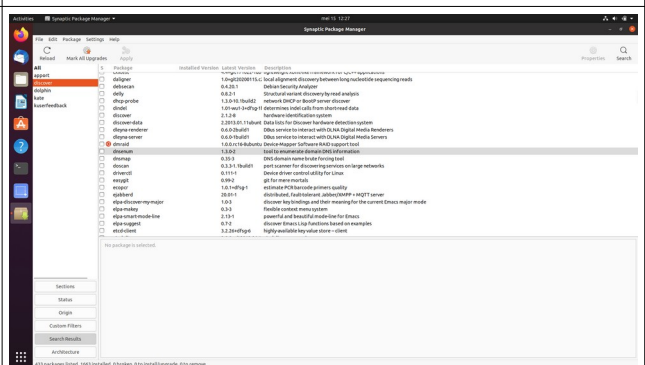 Activities Synaptic Package Manager mei 15 12:27
Synaptic Package Manager
File Edit Package Settings Help
Reload Mark All Upgrades Apply Properties Search
All
apport
discover
dolphin
kate
kuserfeedback
S Package Installed Version Latest Version Description
daligner 1.0+git20200115.c local alignment discovery between long nucleotide sequencing reads
debsecan 0.4.20.1 Debian Security Analyzer
delly 0.8.2-1 Structural variant discovery by read analysis
dhcp-probe 1.3.0-10.1build2 network DHCP or BootP server discover
dindel 1.01-wu1-3+dfsg-1 determines indel calls from short-read data
discover 2.1.2-8 hardware identification system
discover-data 2.2013.01.11ubunt Data lists for Discover hardware detection system
dleyna-renderer 0.6.0-2build1 DBus service to interact with DLNA Digital Media Renderers
dleyna-server 0.6.0-1build1 DBus service to interact with DLNA Digital Media Servers
dmraid 1.0.0.rc16-8ubuntu Device-Mapper Software RAID support tool
dnsenum 1.3.0-2 tool to enumerate domain DNS information
dnsmap 0.35-3 DNS domain name brute forcing tool
doscan 0.3.3-1.1build1 port scanner for discovering services on large networks
driverctl 0.111-1 Device driver control utility for Linux
easygit 0.99-2 git for mere mortals
ecopcr 1.0.1+dfsg-1 estimate PCR barcode primers quality
ejabberd 20.01-1 distributed, fault-tolerant Jabber/XMPP + MQTT server
elpa-discover-my-major 1.0-3 discover key bindings and their meaning for the current Emacs major mode
elpa-makey 0.3-3 flexible context menu system
elpa-smart-mode-line 2.13-1 powerful and beautiful mode-line for Emacs
elpa-suggest 0.7-2 discover Emacs Lisp functions based on examples
etcd-client 3.2.26+dfsg-6 highly-available key value store -- client
No package is selected.
Sections
Status
Origin
Custom Filters
Search Results
Architecture